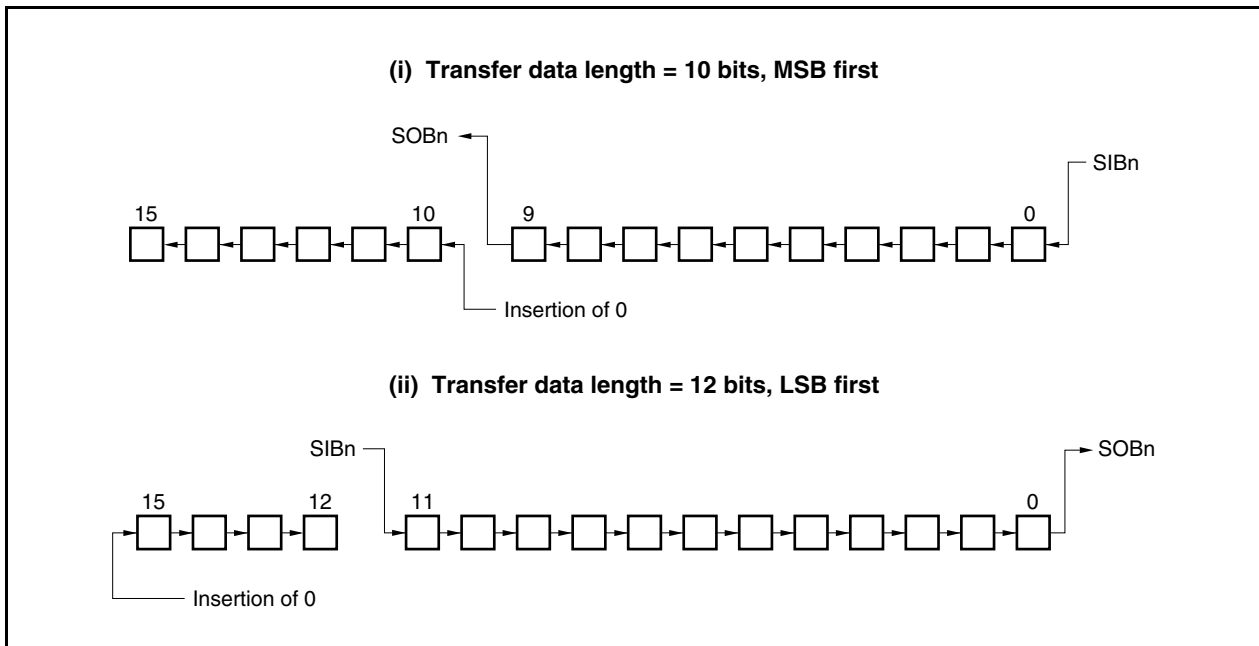 (i) Transfer data length = 10 bits, MSB first
SOBn
SIBn
15
10
9
0
Insertion of 0
(ii) Transfer data length = 12 bits, LSB first
SIBn
SOBn
15
12
11
0
Insertion of 0